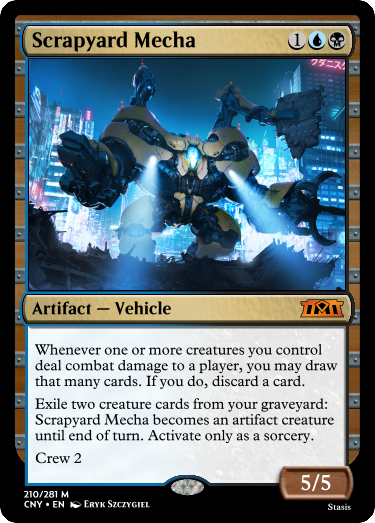 Scrapyard Mecha 1
Artifact — Vehicle
Whenever one or more creatures you control
deal combat damage to a player, you may draw
that many cards. If you do, discard a card.
Exile two creature cards from your graveyard:
Scrapyard Mecha becomes an artifact creature
until end of turn. Activate only as a sorcery.
Crew 2
5/5
210/281 M
CNY • EN Eryk Szczygieł
Stasis